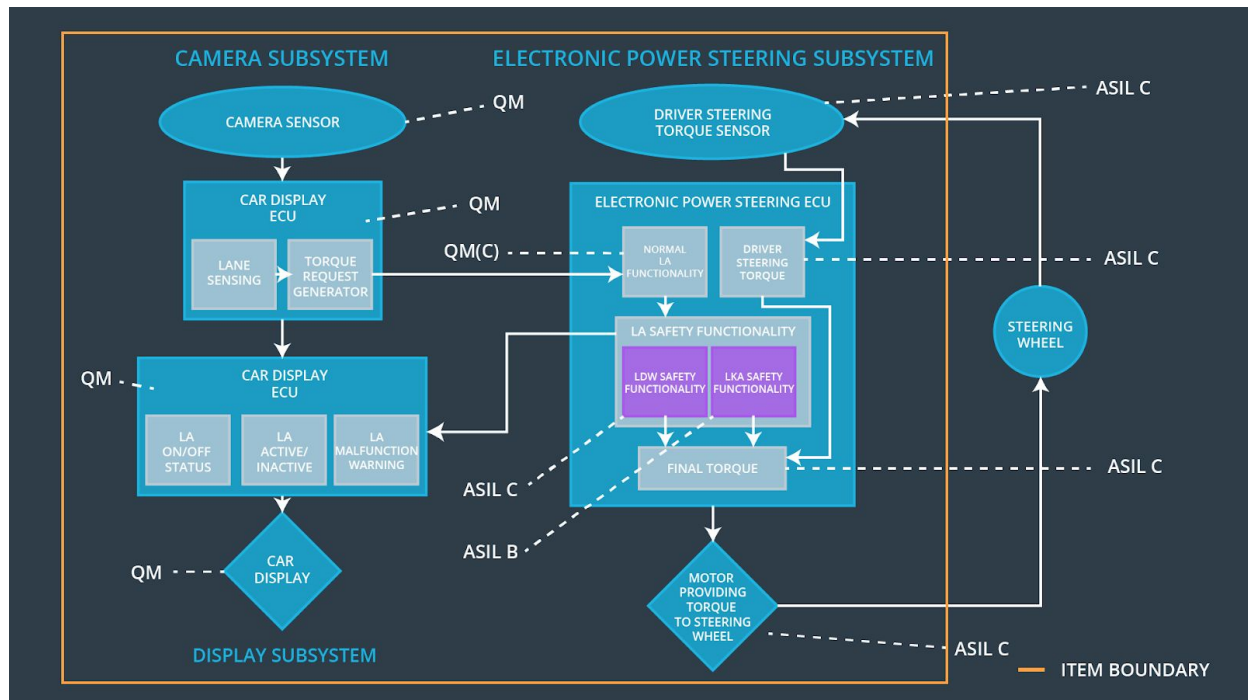 CAMERA SUBSYSTEM
ELECTRONIC POWER STEERING SUBSYSTEM
CAMERA SENSOR
QM
DRIVER STEERING
TORQUE SENSOR
ASIL C
CAR DISPLAY
ECU
QM
LANE
SENSING
TORQUE
REQUEST
GENERATOR
ELECTRONIC POWER STEERING ECU
QM(C)
NORMAL
LA
FUNCTIONALITY
DRIVER
STEERING
TORQUE
ASIL C
STEERING
WHEEL
LA SAFETY FUNCTIONALITY
LDW SAFETY
FUNCTIONALITY
LKA SAFETY
FUNCTIONALITY
QM
CAR DISPLAY
ECU
LA
ON/OFF
STATUS
LA
ACTIVE/
INACTIVE
LA
MALFUNCTION
WARNING
FINAL TORQUE
ASIL C
ASIL C
ASIL B
QM
CAR
DISPLAY
MOTOR
PROVIDING
TORQUE
TO STEERING
WHEEL
ASIL C
DISPLAY SUBSYSTEM
ITEM BOUNDARY